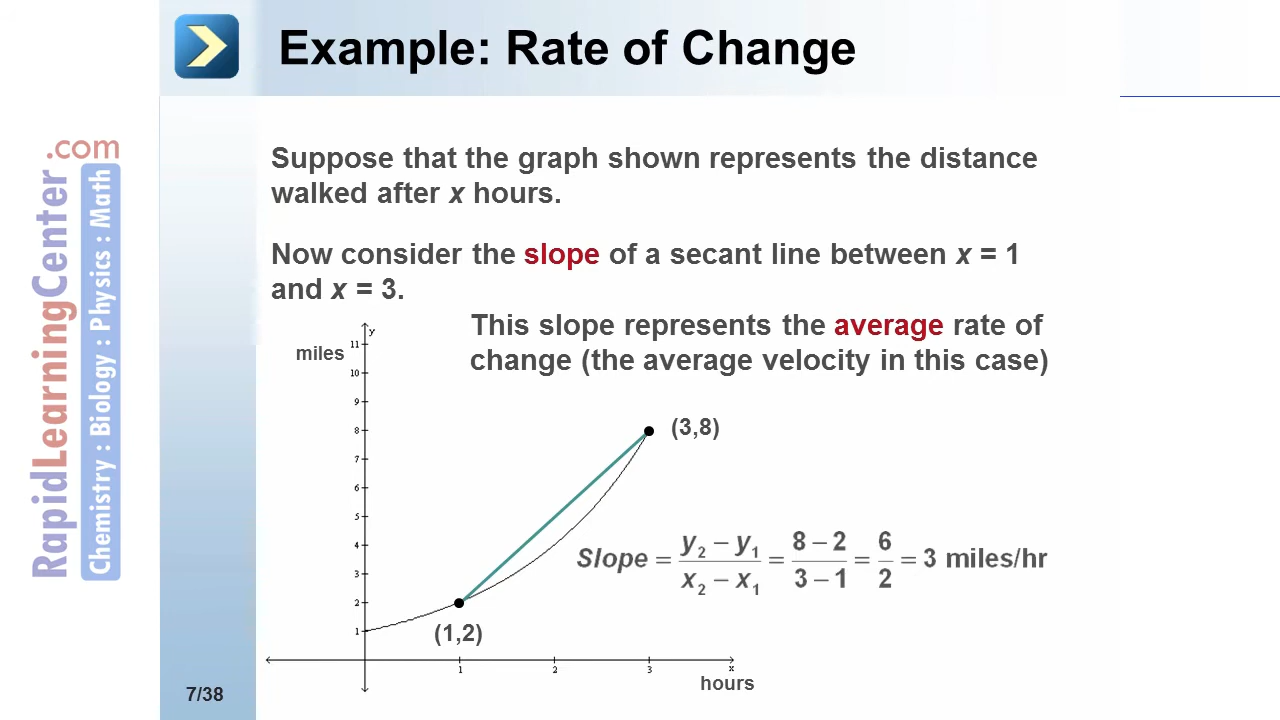 Example: Rate of Change
RapidLearningCenter.com
Chemistry : Biology : Physics : Math
Suppose that the graph shown represents the distance
walked after x hours.
Now consider the slope of a secant line between x = 1
and x = 3.
This slope represents the average rate of
change (the average velocity in this case)
miles
y
11
10
9
8
7
6
5
4
3
2
1
(3,8)
Slope = (y₂ − y₁)/(x₂ − x₁) = (8 − 2)/(3 − 1) = 6/2 = 3 miles/hr
(1,2)
1 2 3 x
hours
7/38